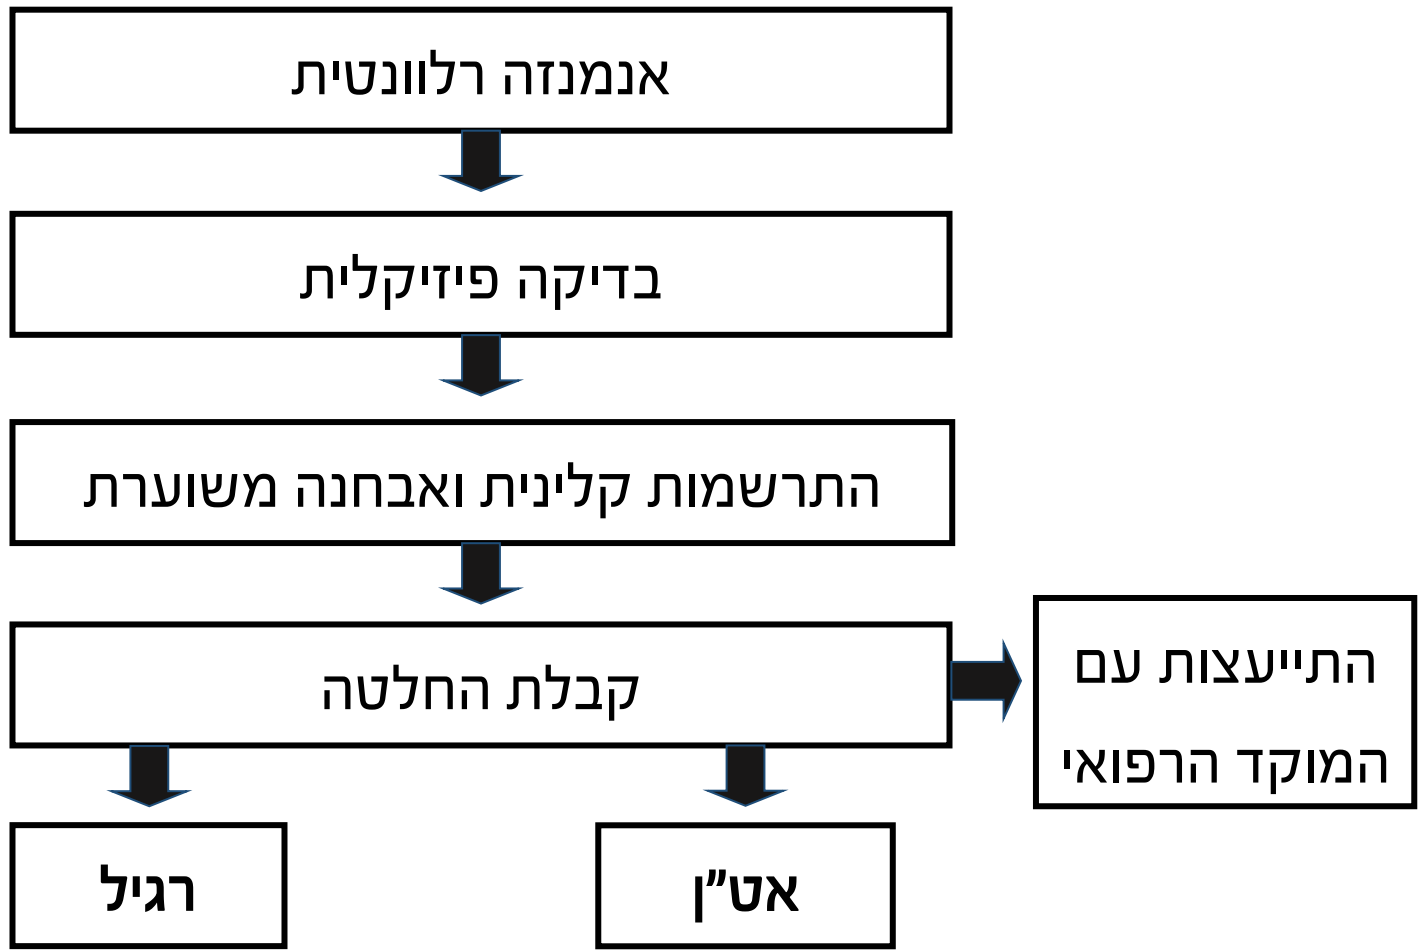 אנמנזה רלוונטית
בדיקה פיזיקלית
התרשמות קלינית ואבחנה משוערת
קבלת החלטה
התייעצות עם
המוקד הרפואי
אט"ן
רגיל